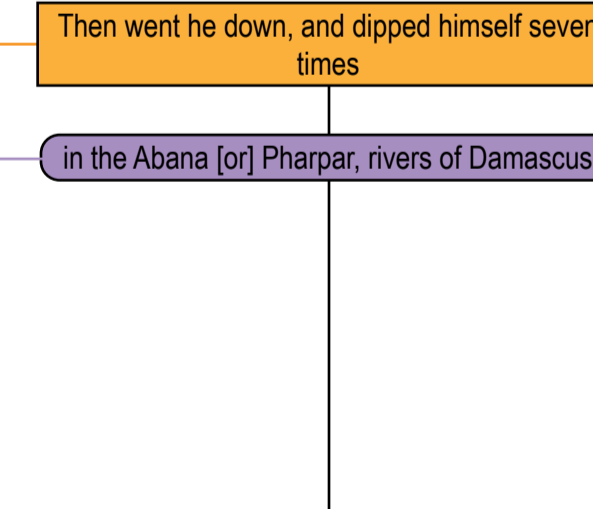 Then went he down, and dipped himself seven
times
in the Abana [or] Pharpar, rivers of Damascus